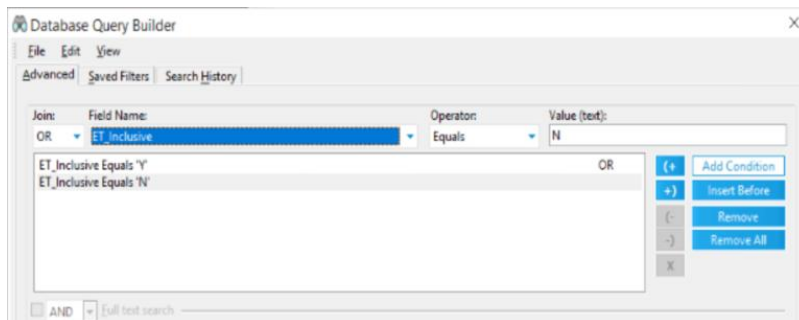 Database Query Builder
File Edit View
Advanced Saved Filters Search History
Join: Field Name: Operator: Value (text):
OR ET_Inclusive Equals N
ET_Inclusive Equals 'Y' OR
ET_Inclusive Equals 'N'
(+ Add Condition
+) Insert Before
(- Remove
-) Remove All
X
AND Full text search